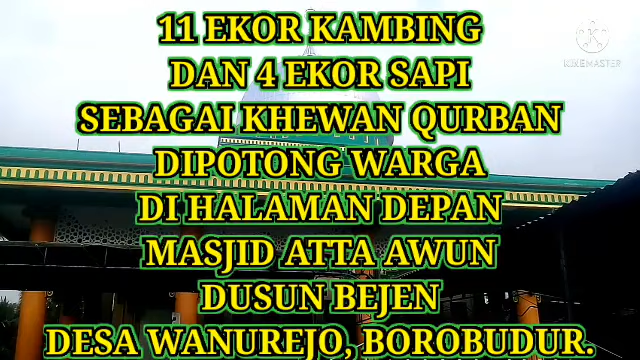 11 EKOR KAMBING
DAN 4 EKOR SAPI
SEBAGAI KHEWAN QURBAN
DIPOTONG WARGA
DI HALAMAN DEPAN
MASJID ATTA AWUN
DUSUN BEJEN
DESA WANUREJO, BOROBUDUR.
KINEMASTER